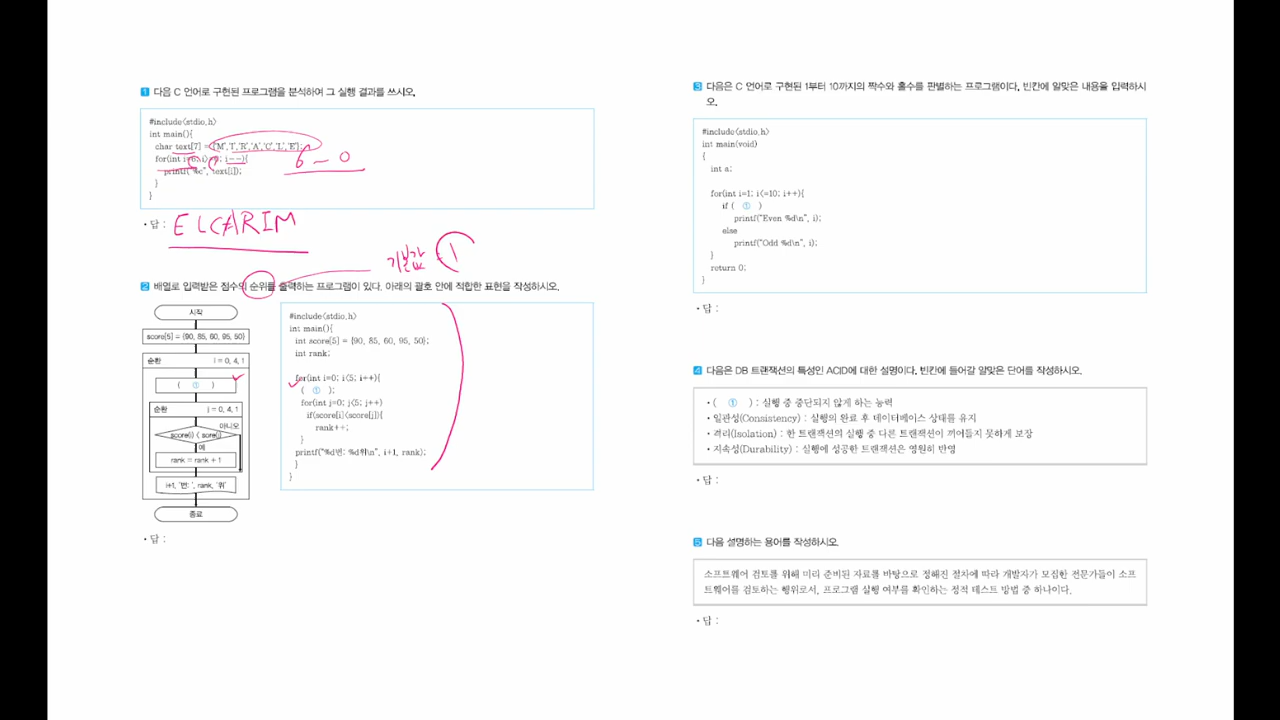 1 다음 C 언어로 구현된 프로그램을 분석하여 그 실행 결과를 쓰시오.
#include<stdio.h>
int main(){
char text[7] = {'M','I','R','A','C','L','E'};
for(int i=6; i>=0; i--){
printf("%c", text[i]);
}
}
6 - 0
• 답 : ELCARIM
기본값 = 1
2 배열로 입력받은 점수의 순위를 출력하는 프로그램이 있다. 아래의 괄호 안에 적합한 표현을 작성하시오.
시작
score[5] = {90, 85, 60, 95, 50}
순환 i = 0, 4, 1
( ① )
순환 j = 0, 4, 1
아니오
score(i) < sore(j)
예
rank = rank + 1
i+1, '번: ', rank, '위'
종료
#include<stdio.h>
int main(){
int score[5] = {90, 85, 60, 95, 50};
int rank;
for(int i=0; i<5; i++){
( ① );
for(int j=0; j<5; j++)
if(score[i]<score[j]){
rank++;
}
printf("%d번: %d위\n", i+1, rank);
}
}
• 답 :
3 다음은 C 언어로 구현된 1부터 10까지의 짝수와 홀수를 판별하는 프로그램이다. 빈칸에 알맞은 내용을 입력하시
오.
#include<stdio.h>
int main(void)
{
int a;
for(int i=1; i<=10; i++){
if ( ① )
printf("Even %d\n", i);
else
printf("Odd %d\n", i);
}
return 0;
}
• 답 :
4 다음은 DB 트랜잭션의 특성인 ACID에 대한 설명이다. 빈칸에 들어갈 알맞은 단어를 작성하시오.
• ( ① ) : 실행 중 중단되지 않게 하는 능력
• 일관성(Consistency) : 실행의 완료 후 데이터베이스 상태를 유지
• 격리(Isolation) : 한 트랜잭션의 실행 중 다른 트랜잭션이 끼어들지 못하게 보장
• 지속성(Durability) : 실행에 성공한 트랜잭션은 영원히 반영
• 답 :
5 다음 설명하는 용어를 작성하시오.
소프트웨어 검토를 위해 미리 준비된 자료를 바탕으로 정해진 절차에 따라 개발자가 모집한 전문가들이 소프
트웨어를 검토하는 행위로서, 프로그램 실행 여부를 확인하는 정적 테스트 방법 중 하나이다.
• 답 :